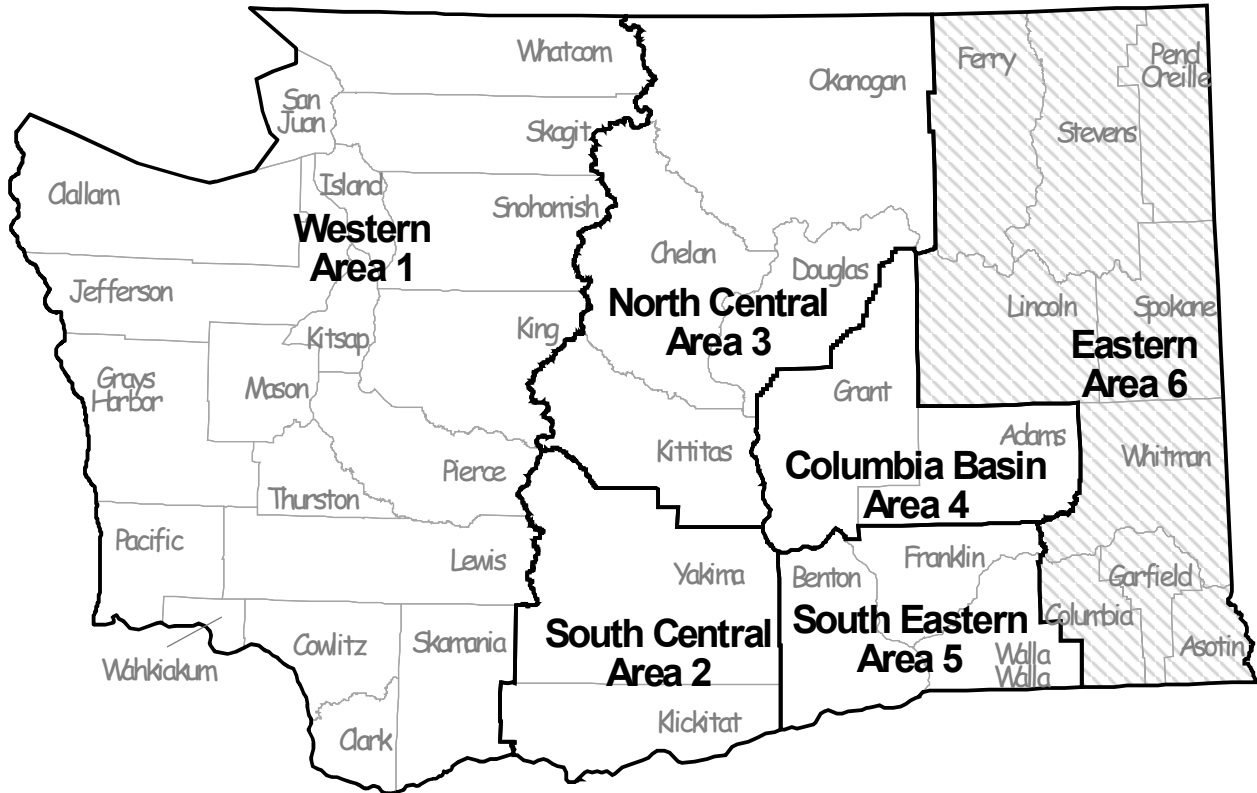 Whatcom
Okanogan
Ferry
Pend
Oreille
San
Juan
Skagit
Stevens
Clallam
Island
Snohomish
Western
Area 1
Chelan
Douglas
Jefferson
North Central
Area 3
Lincoln
Spokane
Kitsap
King
Eastern
Area 6
Grays
Harbor
Mason
Grant
Kittitas
Adams
Columbia Basin
Area 4
Whitman
Pierce
Thurston
Pacific
Lewis
Yakima
Benton
Franklin
Garfield
South Central
Area 2
South Eastern
Area 5
Columbia
Asotin
Walla
Walla
Wahkiakum
Cowlitz
Skamania
Clark
Klickitat